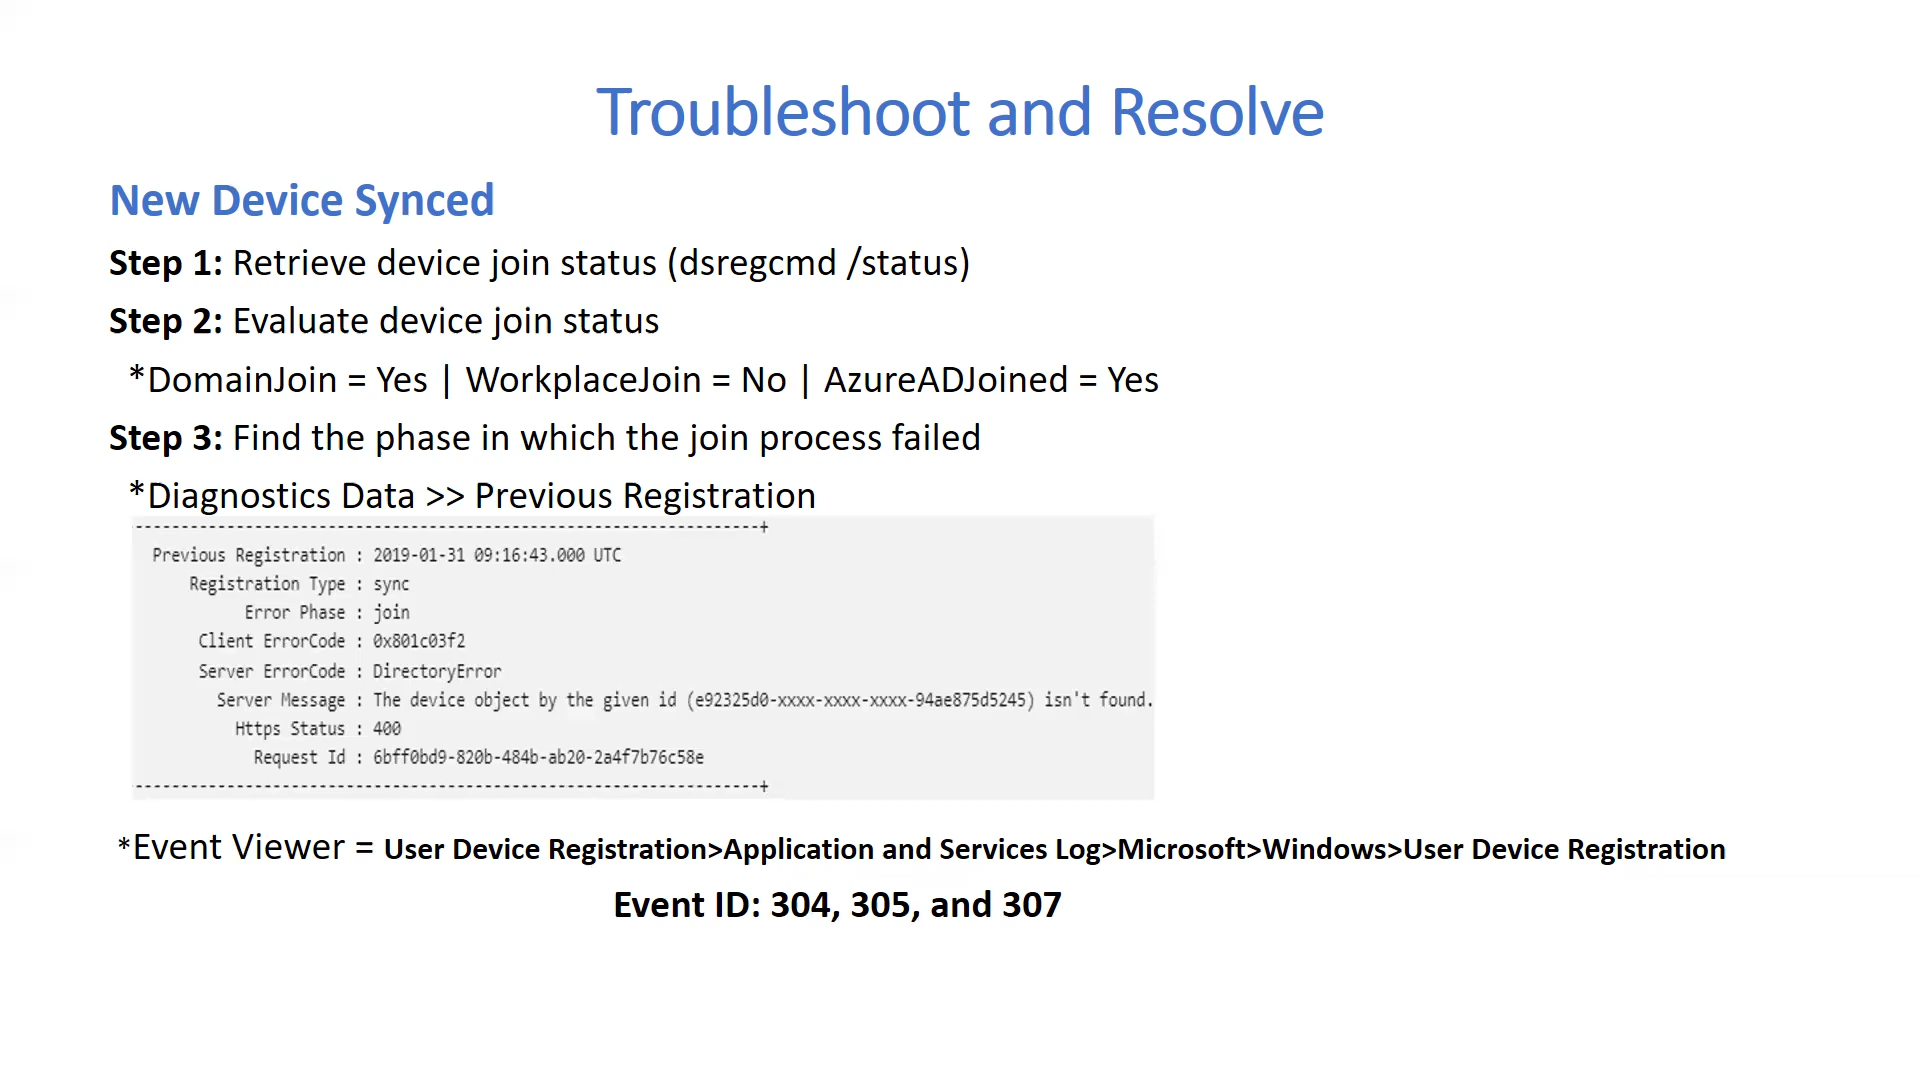 Troubleshoot and Resolve
New Device Synced
Step 1: Retrieve device join status (dsregcmd /status)
Step 2: Evaluate device join status
*DomainJoin = Yes | WorkplaceJoin = No | AzureADJoined = Yes
Step 3: Find the phase in which the join process failed
*Diagnostics Data >> Previous Registration
--------------------------------------------------------------------+
Previous Registration : 2019-01-31 09:16:43.000 UTC
Registration Type : sync
Error Phase : join
Client ErrorCode : 0x801c03f2
Server ErrorCode : DirectoryError
Server Message : The device object by the given id (e92325d0-xxxx-xxxx-xxxx-94ae875d5245) isn't found.
Https Status : 400
Request Id : 6bff0bd9-820b-484b-ab20-2a4f7b76c58e
--------------------------------------------------------------------+
*Event Viewer = User Device Registration>Application and Services Log>Microsoft>Windows>User Device Registration
Event ID: 304, 305, and 307